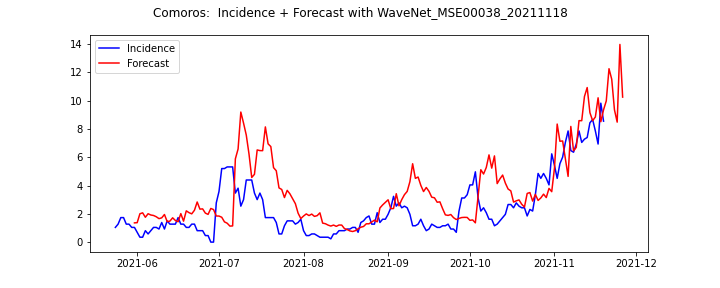 Comoros:  Incidence + Forecast with WaveNet_MSE00038_20211118
Incidence
Forecast
14
12
10
8
6
4
2
0
2021-06 2021-07 2021-08 2021-09 2021-10 2021-11 2021-12